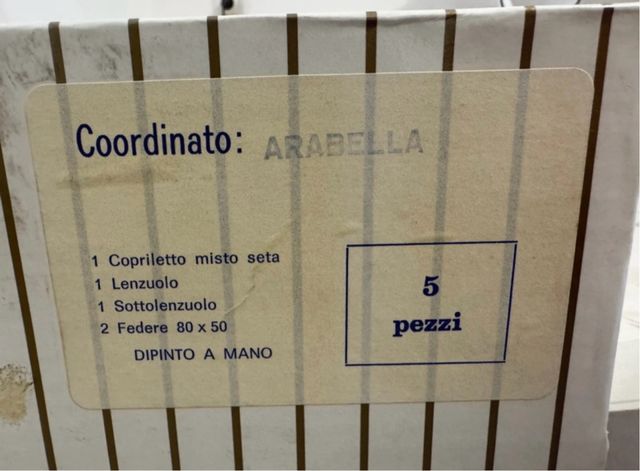 Coordinato: ARABELLA
1 Copriletto misto seta
1 Lenzuolo
1 Sottolenzuolo
2 Federe 80 x 50
DIPINTO A MANO
5
pezzi